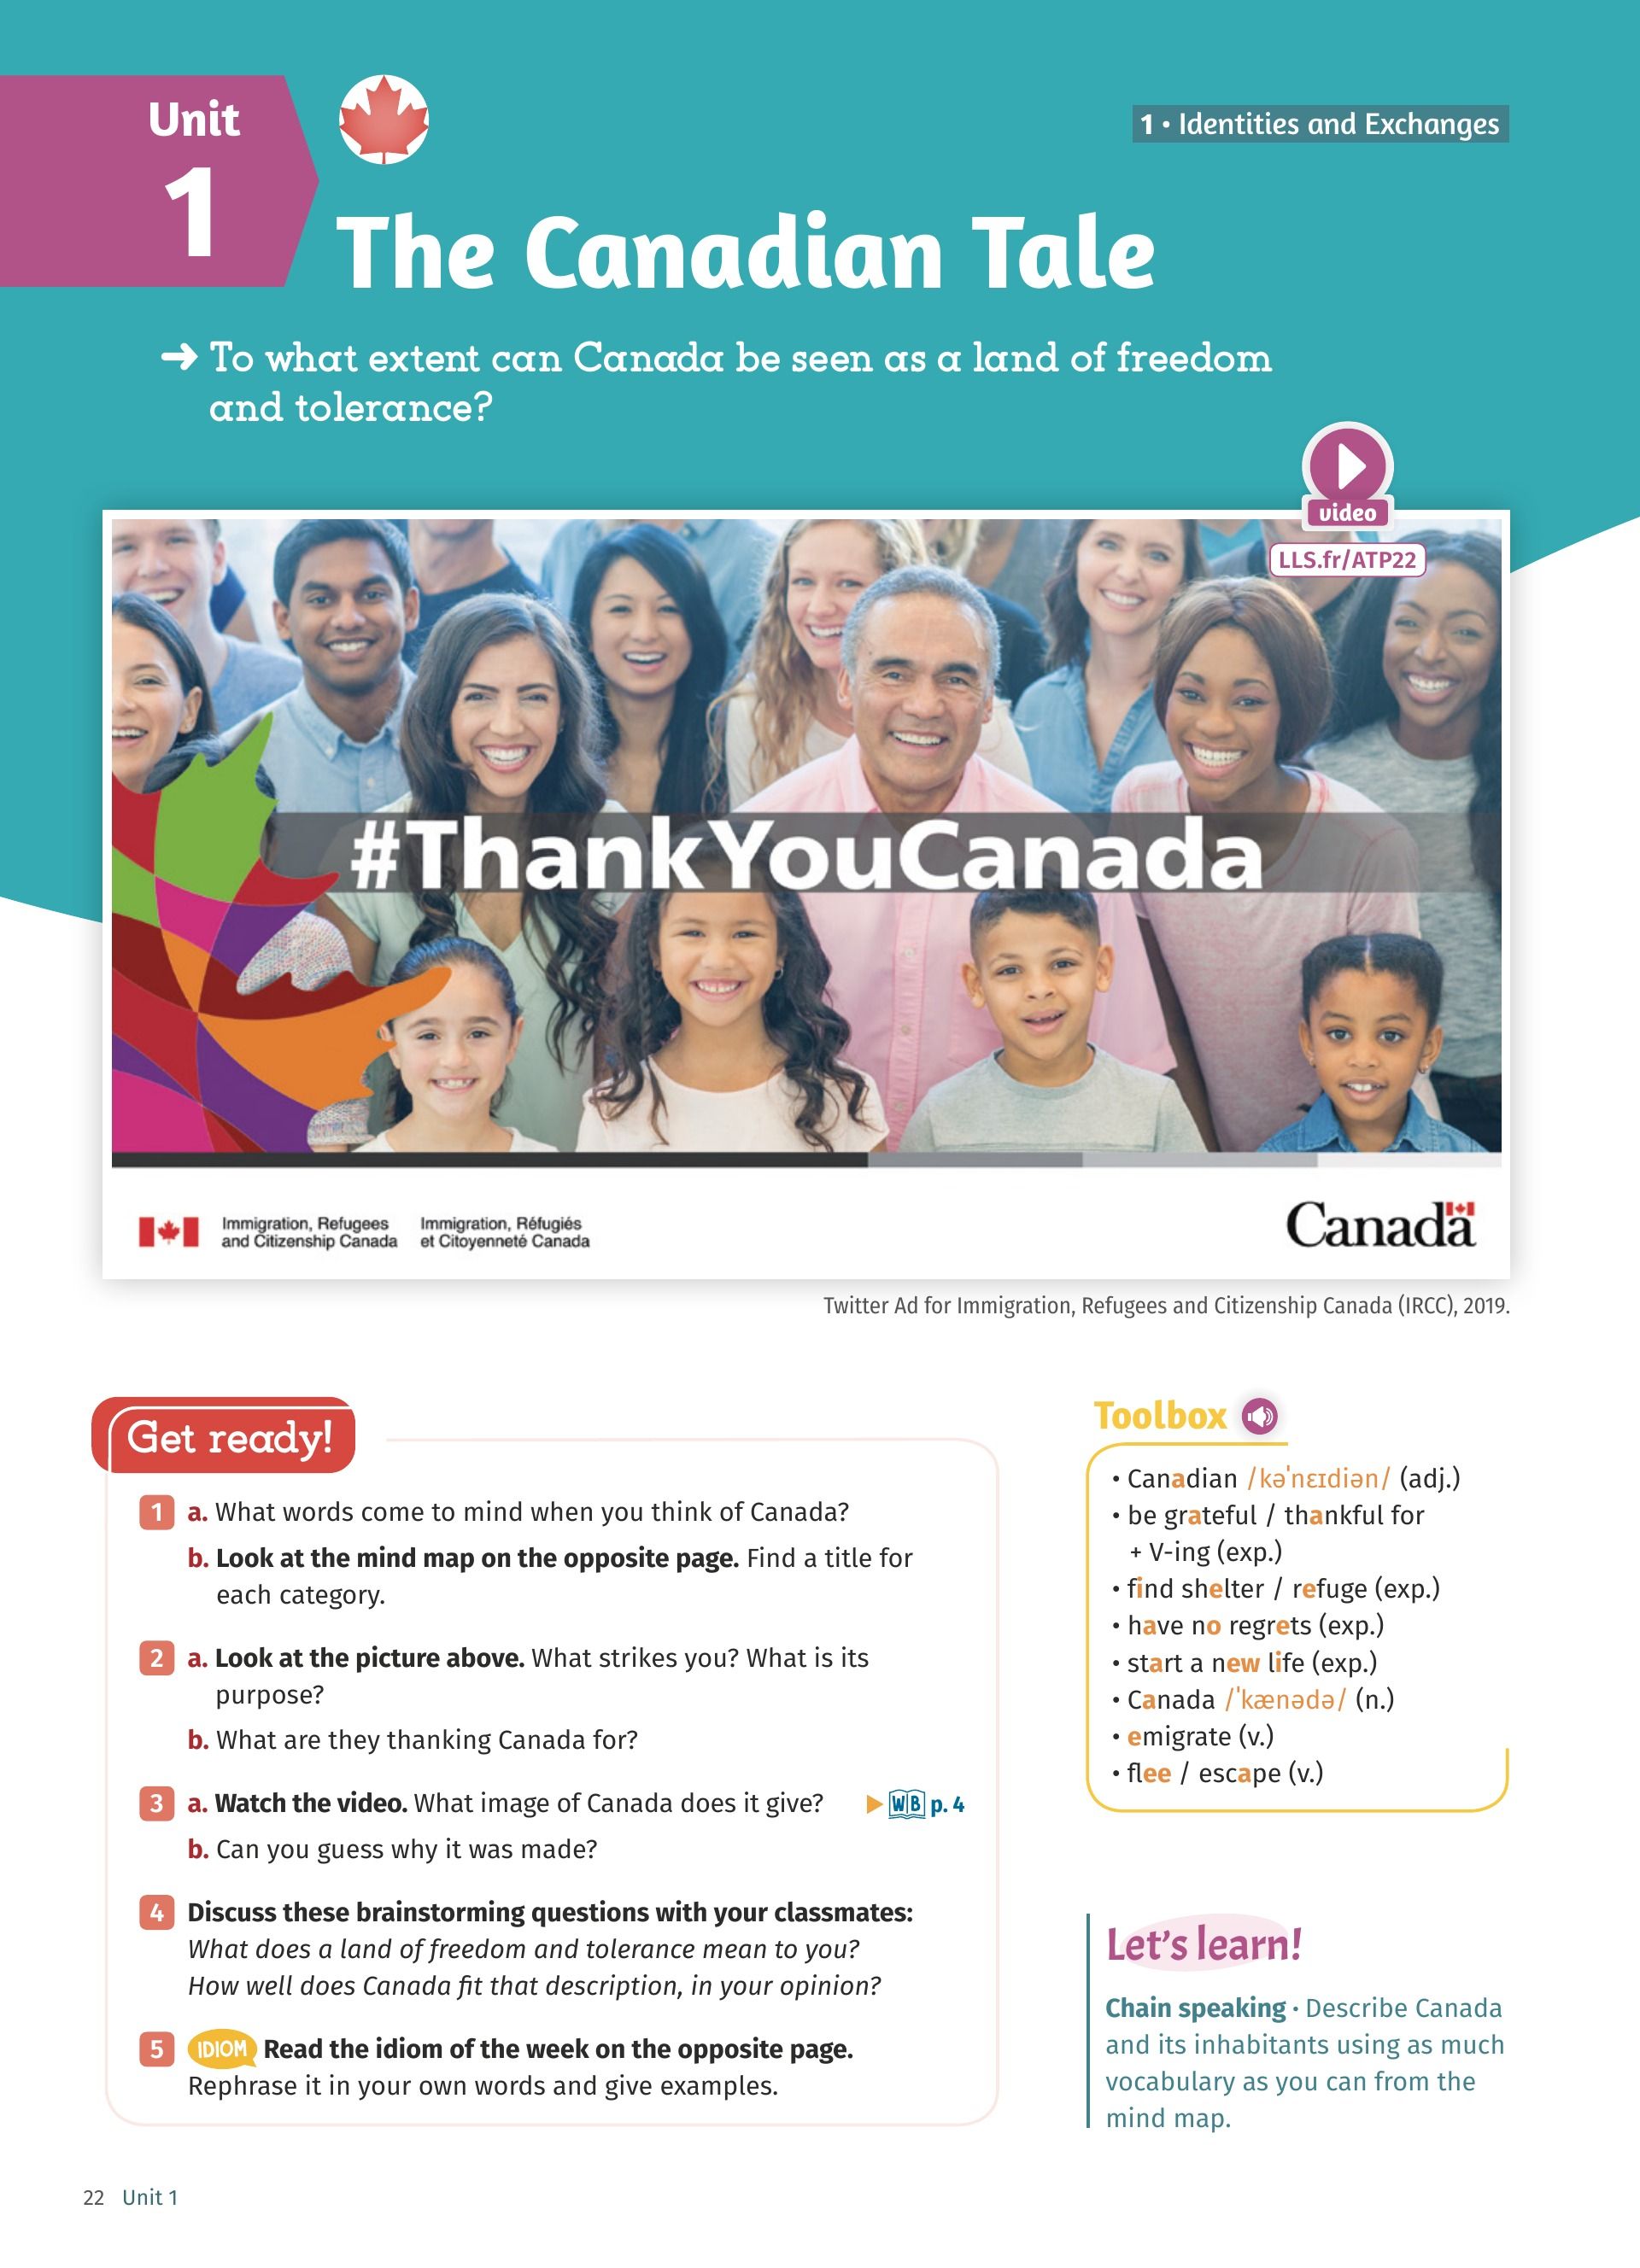 Unit
1
1 • Identities and Exchanges
The Canadian Tale
➜ To what extent can Canada be seen as a land of freedom
and tolerance?
video
LLS.fr/ATP22
#ThankYouCanada
Immigration, Refugees
and Citizenship Canada
Immigration, Réfugiés
et Citoyenneté Canada
Canada
Twitter Ad for Immigration, Refugees and Citizenship Canada (IRCC), 2019.
Get ready!
1 a. What words come to mind when you think of Canada?
b. Look at the mind map on the opposite page. Find a title for
each category.
2 a. Look at the picture above. What strikes you? What is its
purpose?
b. What are they thanking Canada for?
3 a. Watch the video. What image of Canada does it give? ▶ WB p. 4
b. Can you guess why it was made?
4 Discuss these brainstorming questions with your classmates:
What does a land of freedom and tolerance mean to you?
How well does Canada fit that description, in your opinion?
5 IDIOM Read the idiom of the week on the opposite page.
Rephrase it in your own words and give examples.
Toolbox
• Canadian /kəˈnɛɪdiən/ (adj.)
• be grateful / thankful for
+ V-ing (exp.)
• find shelter / refuge (exp.)
• have no regrets (exp.)
• start a new life (exp.)
• Canada /ˈkænədə/ (n.)
• emigrate (v.)
• flee / escape (v.)
Let's learn!
Chain speaking • Describe Canada
and its inhabitants using as much
vocabulary as you can from the
mind map.
22 Unit 1